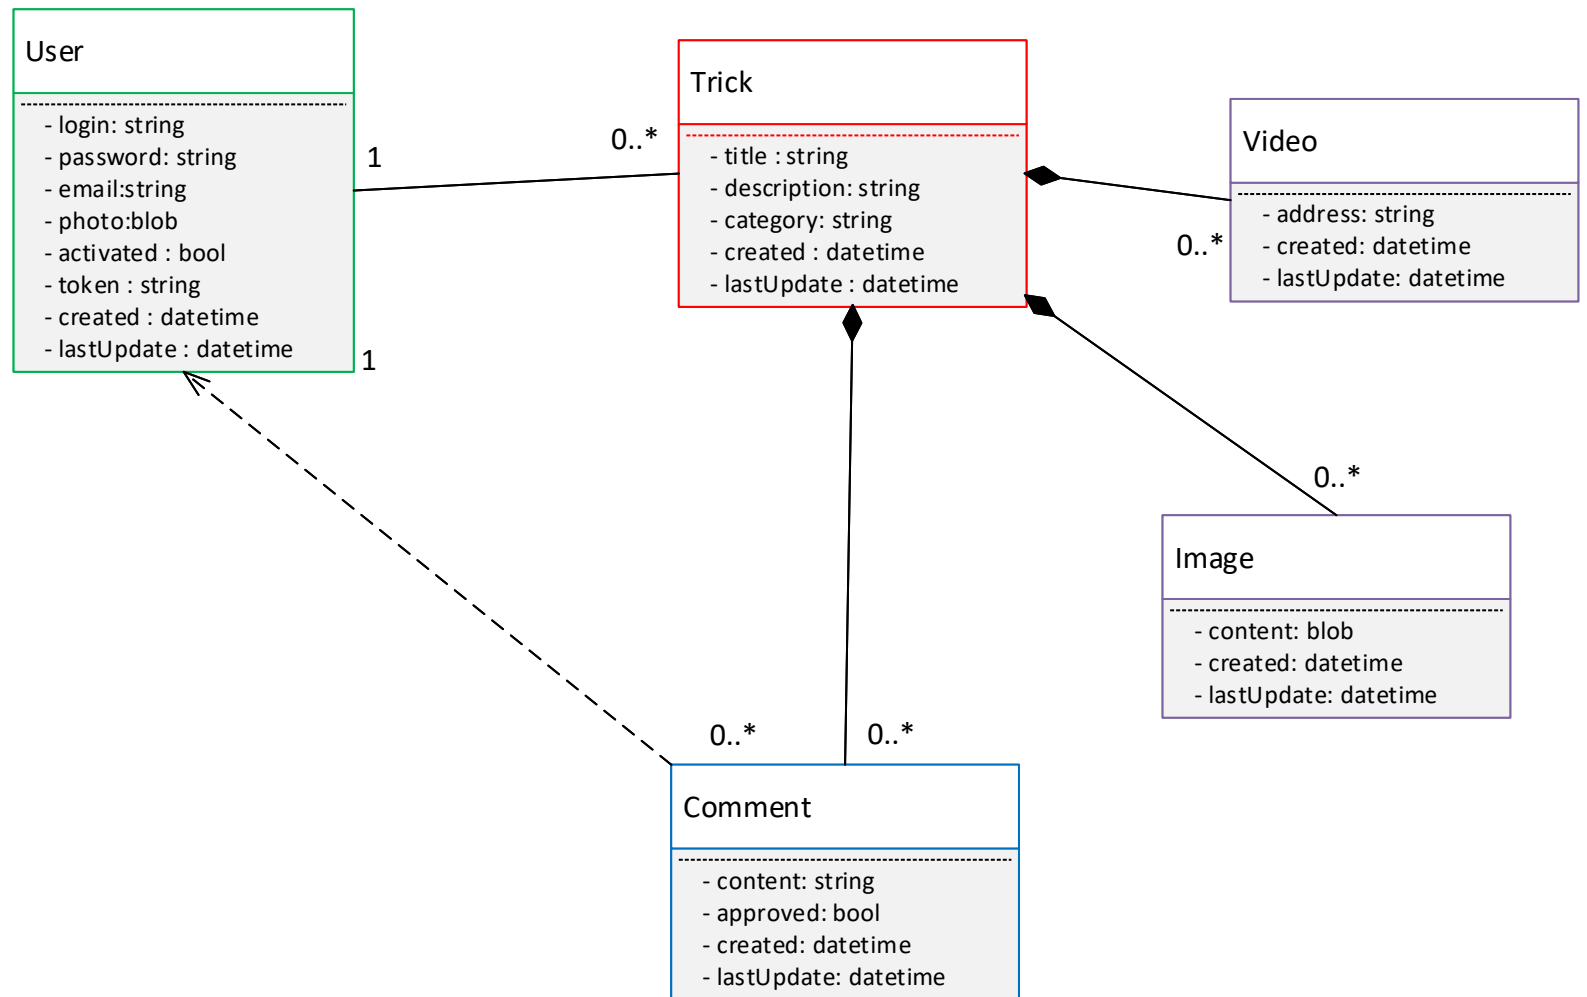 User
- login: string
- password: string
- email:string
- photo:blob
- activated : bool
- token : string
- created : datetime
- lastUpdate : datetime
1
1
0..*
Trick
- title : string
- description: string
- category: string
- created : datetime
- lastUpdate : datetime
Video
- address: string
- created: datetime
- lastUpdate: datetime
0..*
0..*
Image
- content: blob
- created: datetime
- lastUpdate: datetime
0..*
0..*
Comment
- content: string
- approved: bool
- created: datetime
- lastUpdate: datetime